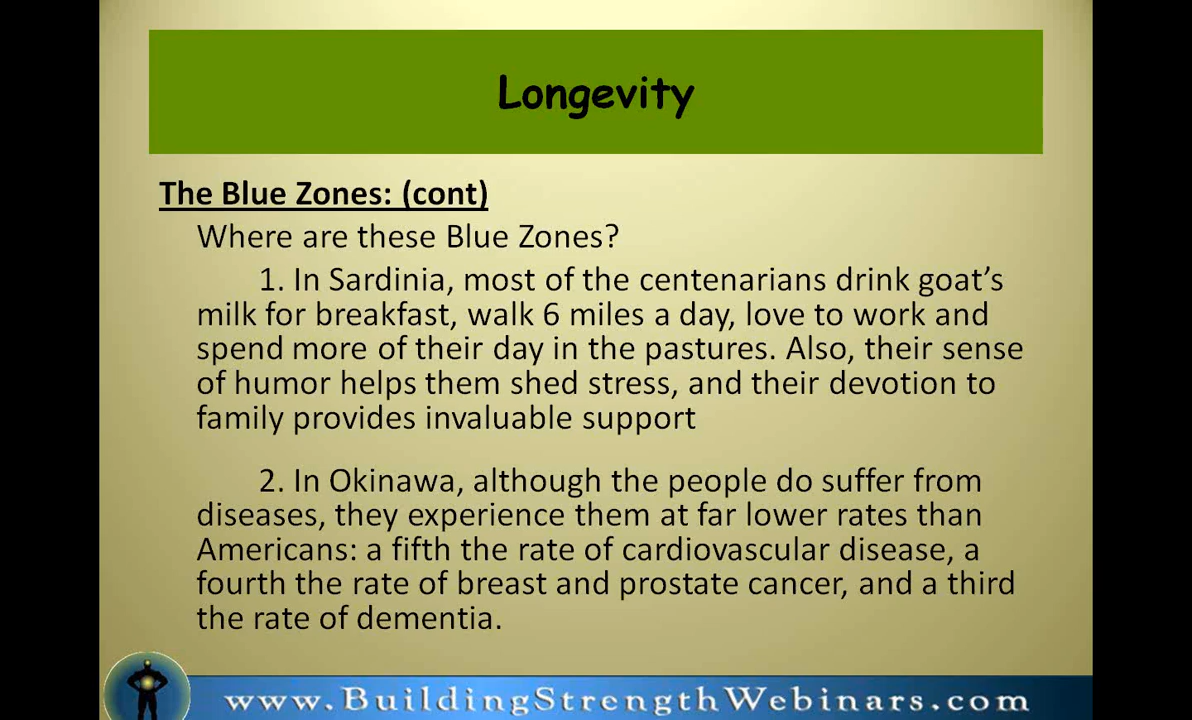 Longevity
The Blue Zones: (cont)
Where are these Blue Zones?
1. In Sardinia, most of the centenarians drink goat’s
milk for breakfast, walk 6 miles a day, love to work and
spend more of their day in the pastures. Also, their sense
of humor helps them shed stress, and their devotion to
family provides invaluable support
2. In Okinawa, although the people do suffer from
diseases, they experience them at far lower rates than
Americans: a fifth the rate of cardiovascular disease, a
fourth the rate of breast and prostate cancer, and a third
the rate of dementia.
www.BuildingStrengthWebinars.com